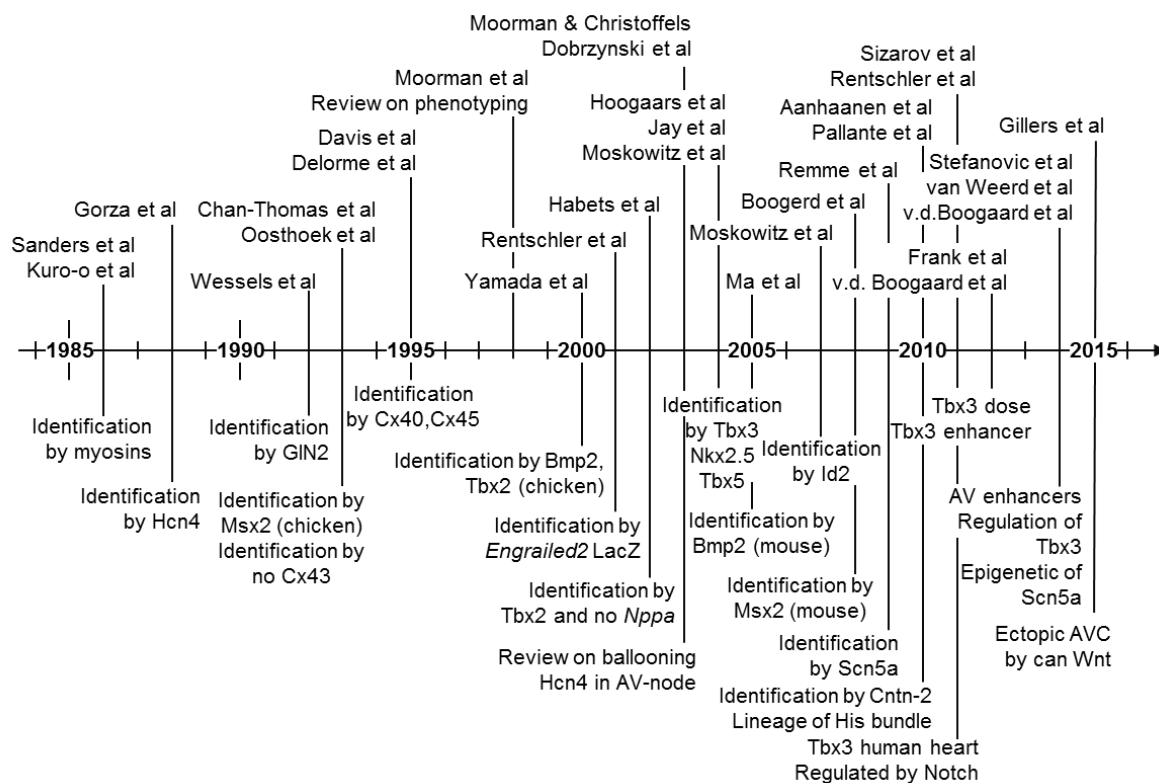 Moorman & Christoffels
Dobrzynski et al
Sizarov et al
Rentschler et al
Moorman et al
Review on phenotyping
Hoogaars et al
Jay et al
Moskowitz et al
Aanhaanen et al
Pallante et al
Gillers et al
Davis et al
Delorme et al
Remme et al
Stefanovic et al
van Weerd et al
v.d.Boogaard et al
Gorza et al
Chan-Thomas et al
Oosthoek et al
Habets et al
Boogerd et al
Sanders et al
Kuro-o et al
Rentschler et al
Moskowitz et al
Wessels et al
Yamada et al
Ma et al
Frank et al
v.d. Boogaard et al
1985
1990
1995
2000
2005
2010
2015
Identification
by myosins
Identification
by Hcn4
Identification
by GlN2
Identification by
Msx2 (chicken)
Identification by
no Cx43
Identification
by Cx40,Cx45
Identification by Bmp2,
Tbx2 (chicken)
Identification by
Engrailed2 LacZ
Identification by
Tbx2 and no Nppa
Review on ballooning
Hcn4 in AV-node
Identification
by Tbx3
Nkx2.5
Tbx5
Identification by
Bmp2 (mouse)
Identification
by Id2
Identification by
Msx2 (mouse)
Identification
by Scn5a
Identification by Cntn-2
Lineage of His bundle
Tbx3 human heart
Regulated by Notch
Tbx3 dose
Tbx3 enhancer
AV enhancers
Regulation of
Tbx3
Epigenetic of
Scn5a
Ectopic AVC
by can Wnt